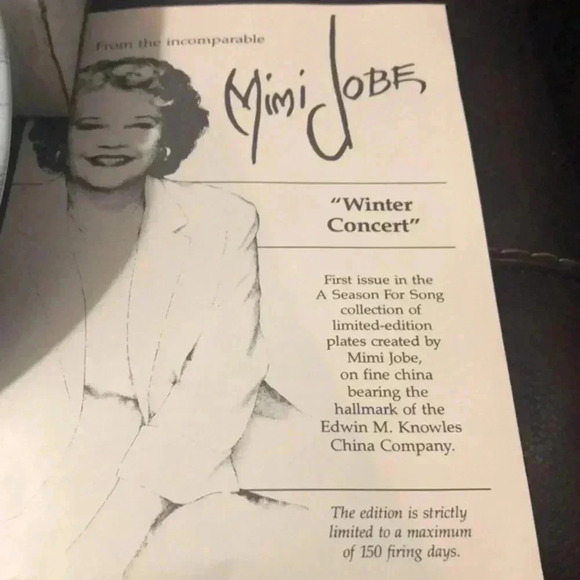 From the incomparable
Mimi JOBE
"Winter
Concert"
First issue in the
A Season For Song
collection of
limited-edition
plates created by
Mimi Jobe,
on fine china
bearing the
hallmark of the
Edwin M. Knowles
China Company.
The edition is strictly
limited to a maximum
of 150 firing days.